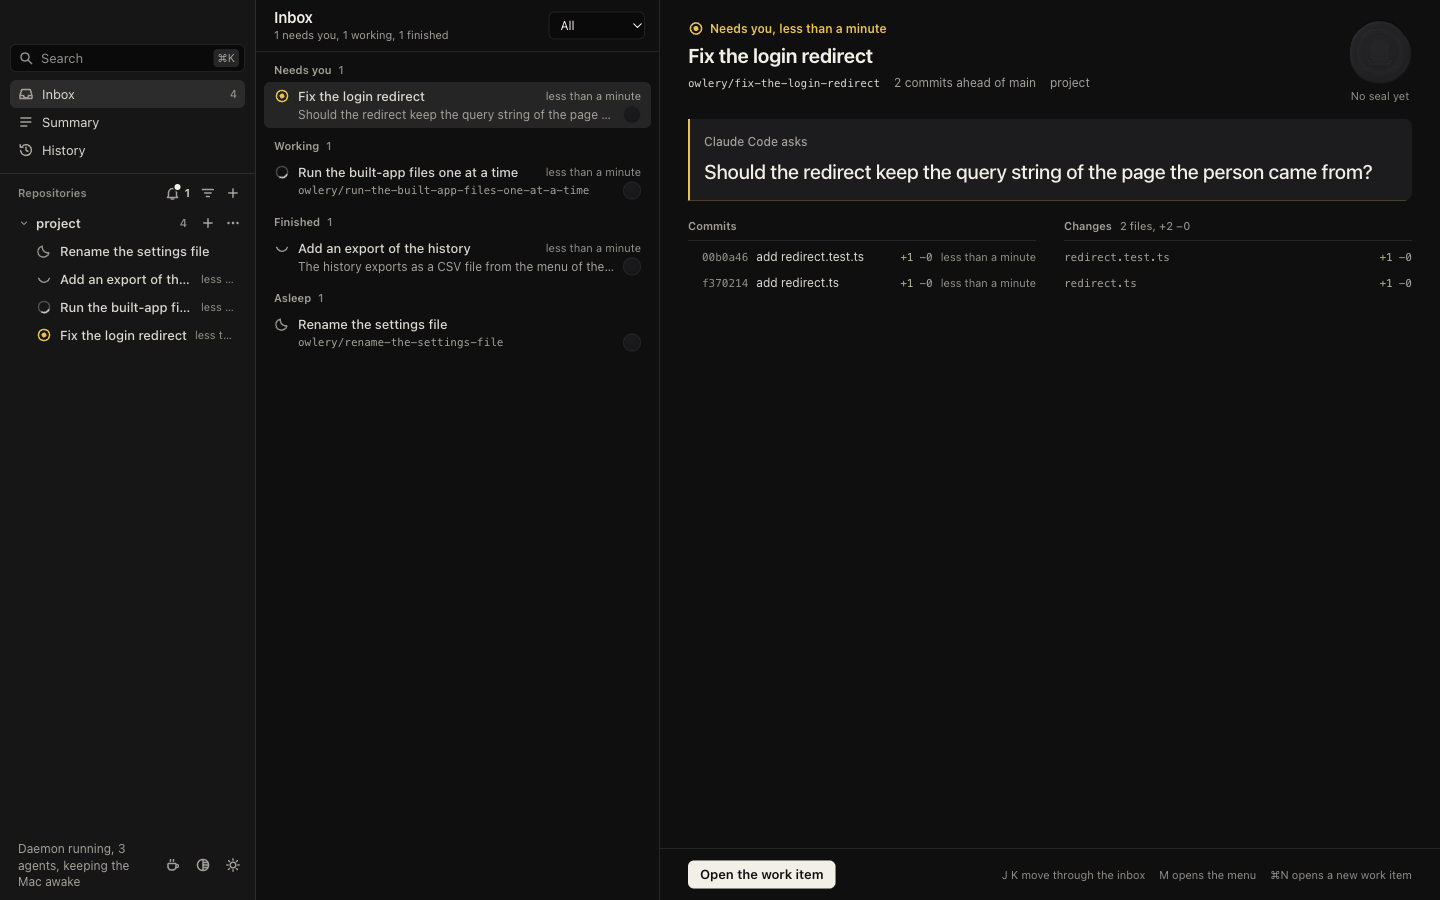 Search ⌘K
Inbox 4
Summary
History
Repositories 1
project 4
Rename the settings file
Add an export of th... less ...
Run the built-app fi... less ...
Fix the login redirect less t...
Daemon running, 3
agents, keeping the
Mac awake
Inbox
1 needs you, 1 working, 1 finished
All
Needs you 1
Fix the login redirect less than a minute
Should the redirect keep the query string of the page ...
Working 1
Run the built-app files one at a time less than a minute
owlery/run-the-built-app-files-one-at-a-time
Finished 1
Add an export of the history less than a minute
The history exports as a CSV file from the menu of the...
Asleep 1
Rename the settings file
owlery/rename-the-settings-file
Needs you, less than a minute
Fix the login redirect
owlery/fix-the-login-redirect 2 commits ahead of main project
No seal yet
Claude Code asks
Should the redirect keep the query string of the page the person came from?
Commits
00b0a46 add redirect.test.ts +1 −0 less than a minute
f370214 add redirect.ts +1 −0 less than a minute
Changes 2 files, +2 −0
redirect.test.ts +1 −0
redirect.ts +1 −0
Open the work item
J K move through the inbox M opens the menu ⌘N opens a new work item